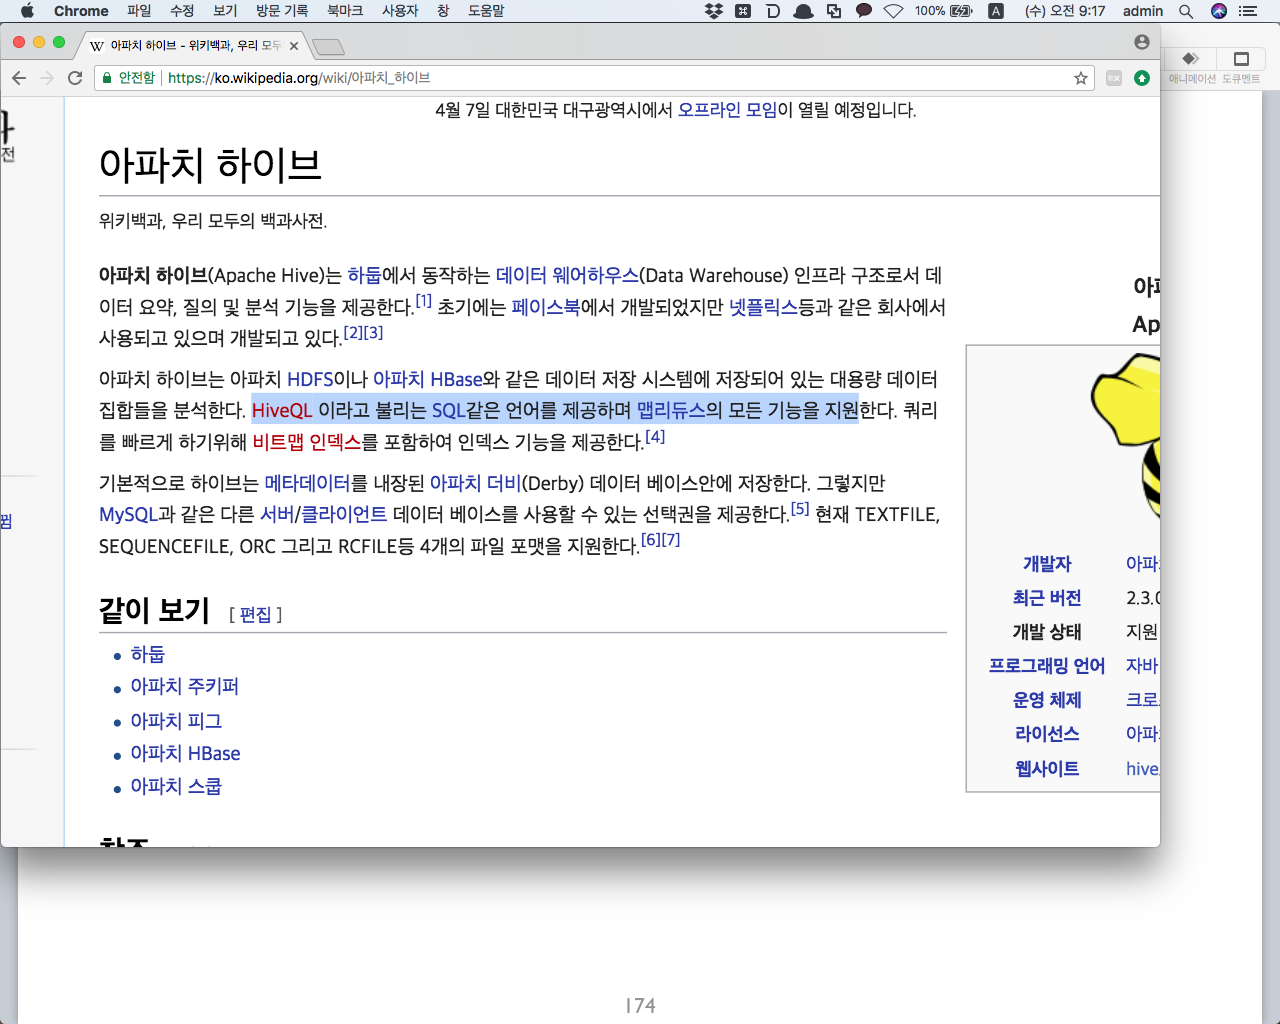 Chrome 파일 수정 보기 방문 기록 북마크 사용자 창 도움말 100% A (수) 오전 9:17 admin
W 아파치 하이브 - 위키백과, 우리 모두
안전함 https://ko.wikipedia.org/wiki/아파치_하이브
애니메이션 도큐멘트
전
4월 7일 대한민국 대구광역시에서 오프라인 모임이 열릴 예정입니다.
아파치 하이브
위키백과, 우리 모두의 백과사전.
아파치 하이브(Apache Hive)는 하둡에서 동작하는 데이터 웨어하우스(Data Warehouse) 인프라 구조로서 데
이터 요약, 질의 및 분석 기능을 제공한다.[1] 초기에는 페이스북에서 개발되었지만 넷플릭스등과 같은 회사에서
사용되고 있으며 개발되고 있다.[2][3]
아파치 하이브는 아파치 HDFS이나 아파치 HBase와 같은 데이터 저장 시스템에 저장되어 있는 대용량 데이터
집합들을 분석한다. HiveQL 이라고 불리는 SQL같은 언어를 제공하며 맵리듀스의 모든 기능을 지원한다. 쿼리
를 빠르게 하기위해 비트맵 인덱스를 포함하여 인덱스 기능을 제공한다.[4]
기본적으로 하이브는 메타데이터를 내장된 아파치 더비(Derby) 데이터 베이스안에 저장한다. 그렇지만
MySQL과 같은 다른 서버/클라이언트 데이터 베이스를 사용할 수 있는 선택권을 제공한다.[5] 현재 TEXTFILE,
SEQUENCEFILE, ORC 그리고 RCFILE등 4개의 파일 포맷을 지원한다.[6][7]
같이 보기 [ 편집 ]
하둡
아파치 주키퍼
아파치 피그
아파치 HBase
아파치 스쿱
Ap
개발자 아파
최근 버전 2.3.0
개발 상태 지원
프로그래밍 언어 자바
운영 체제 크로
라이선스 아파
웹사이트 hive
174